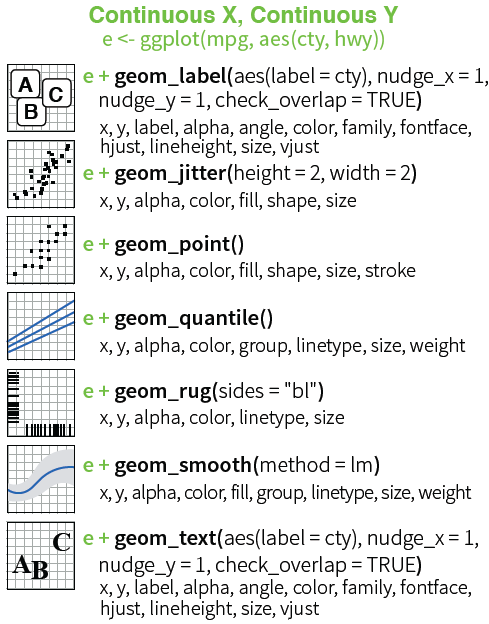 Continuous X, Continuous Y
e <- ggplot(mpg, aes(cty, hwy))
A
C
B
e + geom_label(aes(label = cty), nudge_x = 1,
nudge_y = 1, check_overlap = TRUE)
x, y, label, alpha, angle, color, family, fontface,
hjust, lineheight, size, vjust
e + geom_jitter(height = 2, width = 2)
x, y, alpha, color, fill, shape, size
e + geom_point()
x, y, alpha, color, fill, shape, size, stroke
e + geom_quantile()
x, y, alpha, color, group, linetype, size, weight
e + geom_rug(sides = "bl")
x, y, alpha, color, linetype, size
e + geom_smooth(method = lm)
x, y, alpha, color, fill, group, linetype, size, weight
C
AB
e + geom_text(aes(label = cty), nudge_x = 1,
nudge_y = 1, check_overlap = TRUE)
x, y, label, alpha, angle, color, family, fontface,
hjust, lineheight, size, vjust